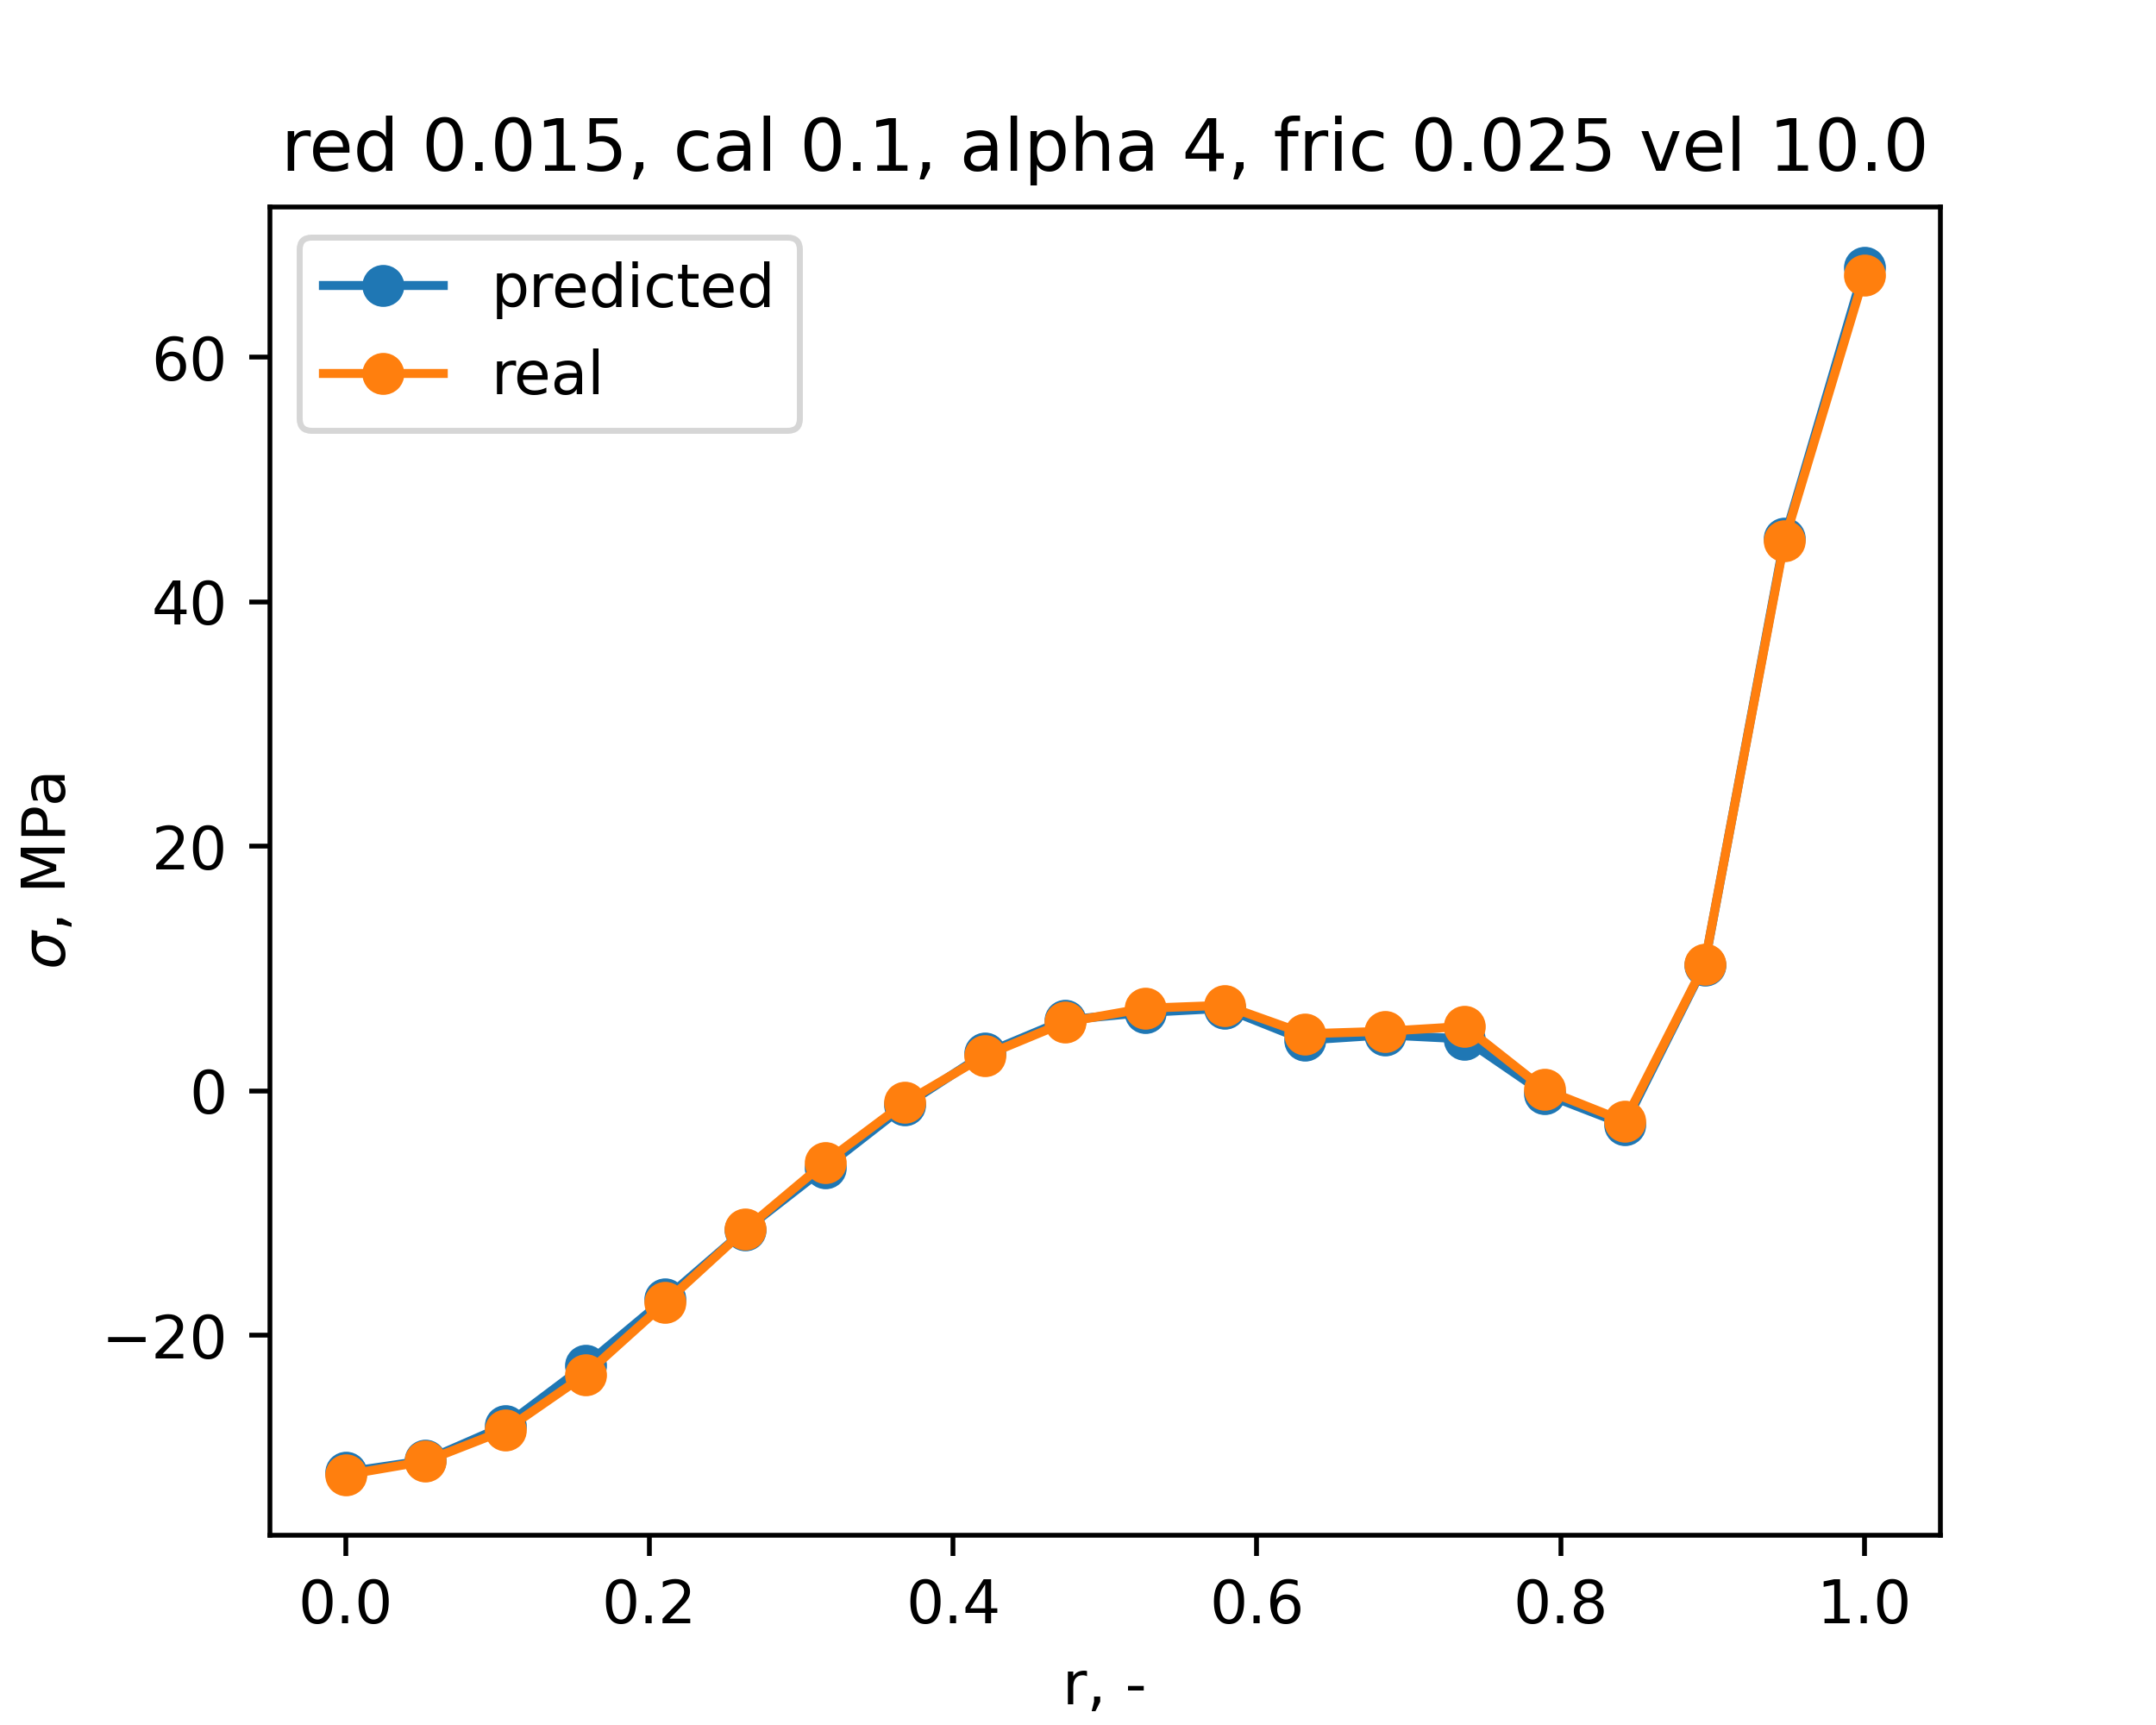 red 0.015, cal 0.1, alpha 4, fric 0.025 vel 10.0
predicted
real
60
40
20
0
−20
σ, MPa
0.0 0.2 0.4 0.6 0.8 1.0
r, -